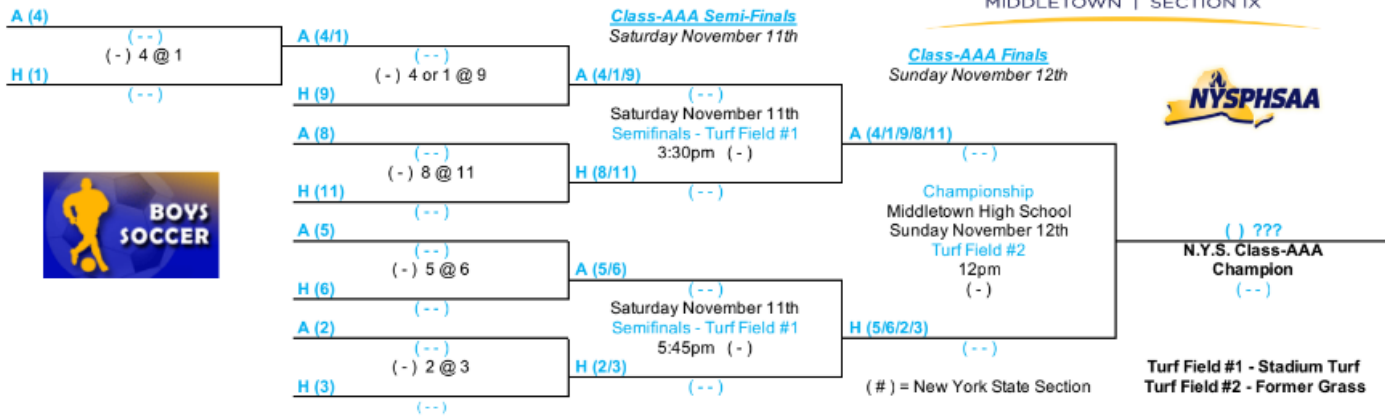 MIDDLETOWN | SECTION IX
A (4)
( - - )
( - ) 4 @ 1
H (1)
( - - )
A (4/1)
( - - )
( - ) 4 or 1 @ 9
H (9)
A (8)
( - - )
( - ) 8 @ 11
H (11)
( - - )
A (5)
( - - )
( - ) 5 @ 6
H (6)
( - - )
A (2)
( - - )
( - ) 2 @ 3
H (3)
( - - )
BOYS
SOCCER
Class-AAA Semi-Finals
Saturday November 11th
A (4/1/9)
( - - )
Saturday November 11th
Semifinals - Turf Field #1
3:30pm ( - )
H (8/11)
( - - )
A (5/6)
( - - )
Saturday November 11th
Semifinals - Turf Field #1
5:45pm ( - )
H (2/3)
( - - )
Class-AAA Finals
Sunday November 12th
A (4/1/9/8/11)
( - - )
Championship
Middletown High School
Sunday November 12th
Turf Field #2
12pm
( - )
H (5/6/2/3)
( - - )
( # ) = New York State Section
NYSPHSAA
( ) ???
N.Y.S. Class-AAA
Champion
( - - )
Turf Field #1 - Stadium Turf
Turf Field #2 - Former Grass